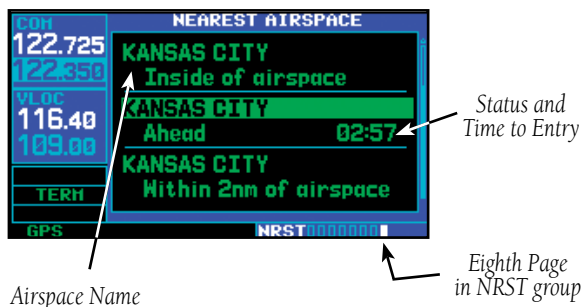 COM
122.725
122.350
VLOC
116.40
109.00
TERM
GPS
NEAREST AIRSPACE
KANSAS CITY
Inside of airspace
KANSAS CITY
Ahead 02:57
KANSAS CITY
Within 2nm of airspace
NRST
Status and
Time to Entry
Airspace Name
Eighth Page
in NRST group